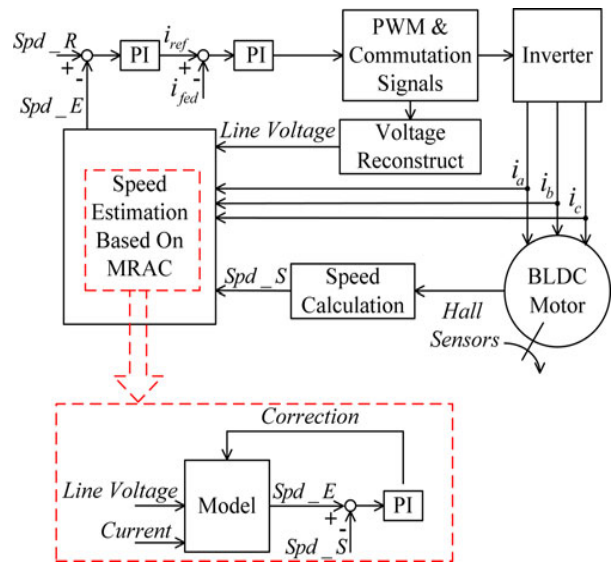 Spd_R
+
-
PI
i_ref
+
-
i_fed
PI
PWM &
Commutation
Signals
Inverter
Spd_E
Line Voltage
Voltage
Reconstruct
i_a
i_b
i_c
Speed
Estimation
Based On
MRAC
Spd_S
Speed
Calculation
BLDC
Motor
Hall
Sensors
Correction
Line Voltage
Current
Model
Spd_E
+
-
PI
Spd_S